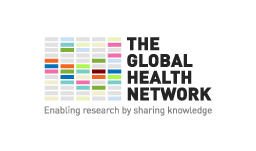 THE
GLOBAL
HEALTH
NETWORK
Enabling research by sharing knowledge